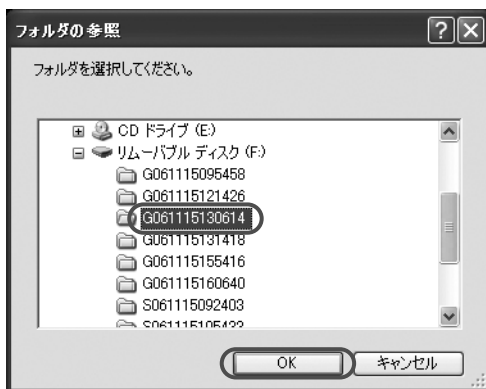 フォルダの参照
フォルダを選択してください。
CD ドライブ (E:)
リムーバブル ディスク (F:)
G061115095458
G061115121426
G061115130614
G061115131418
G061115155416
G061115160640
S061115092403
S061115105422
OK
キャンセル